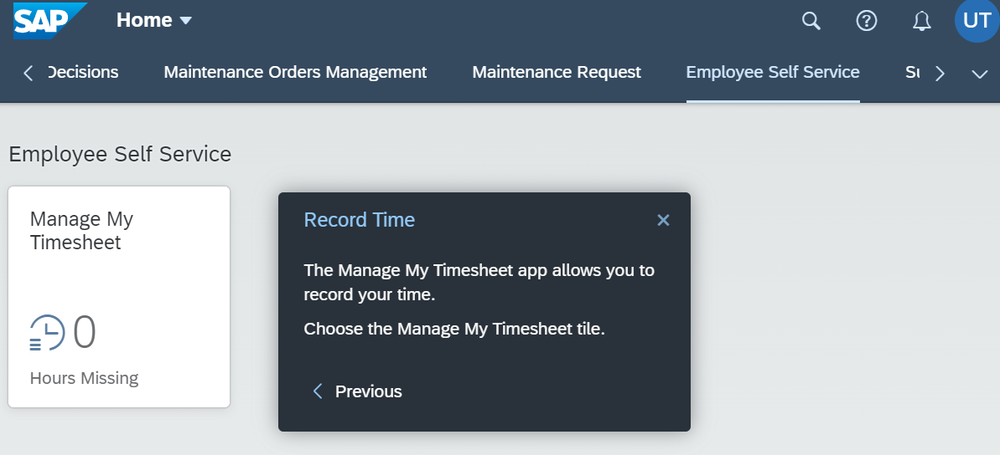 SAP Home UT
Decisions Maintenance Orders Management Maintenance Request Employee Self Service
Employee Self Service
Manage My
Timesheet
0
Hours Missing
Record Time
The Manage My Timesheet app allows you to
record your time.
Choose the Manage My Timesheet tile.
Previous